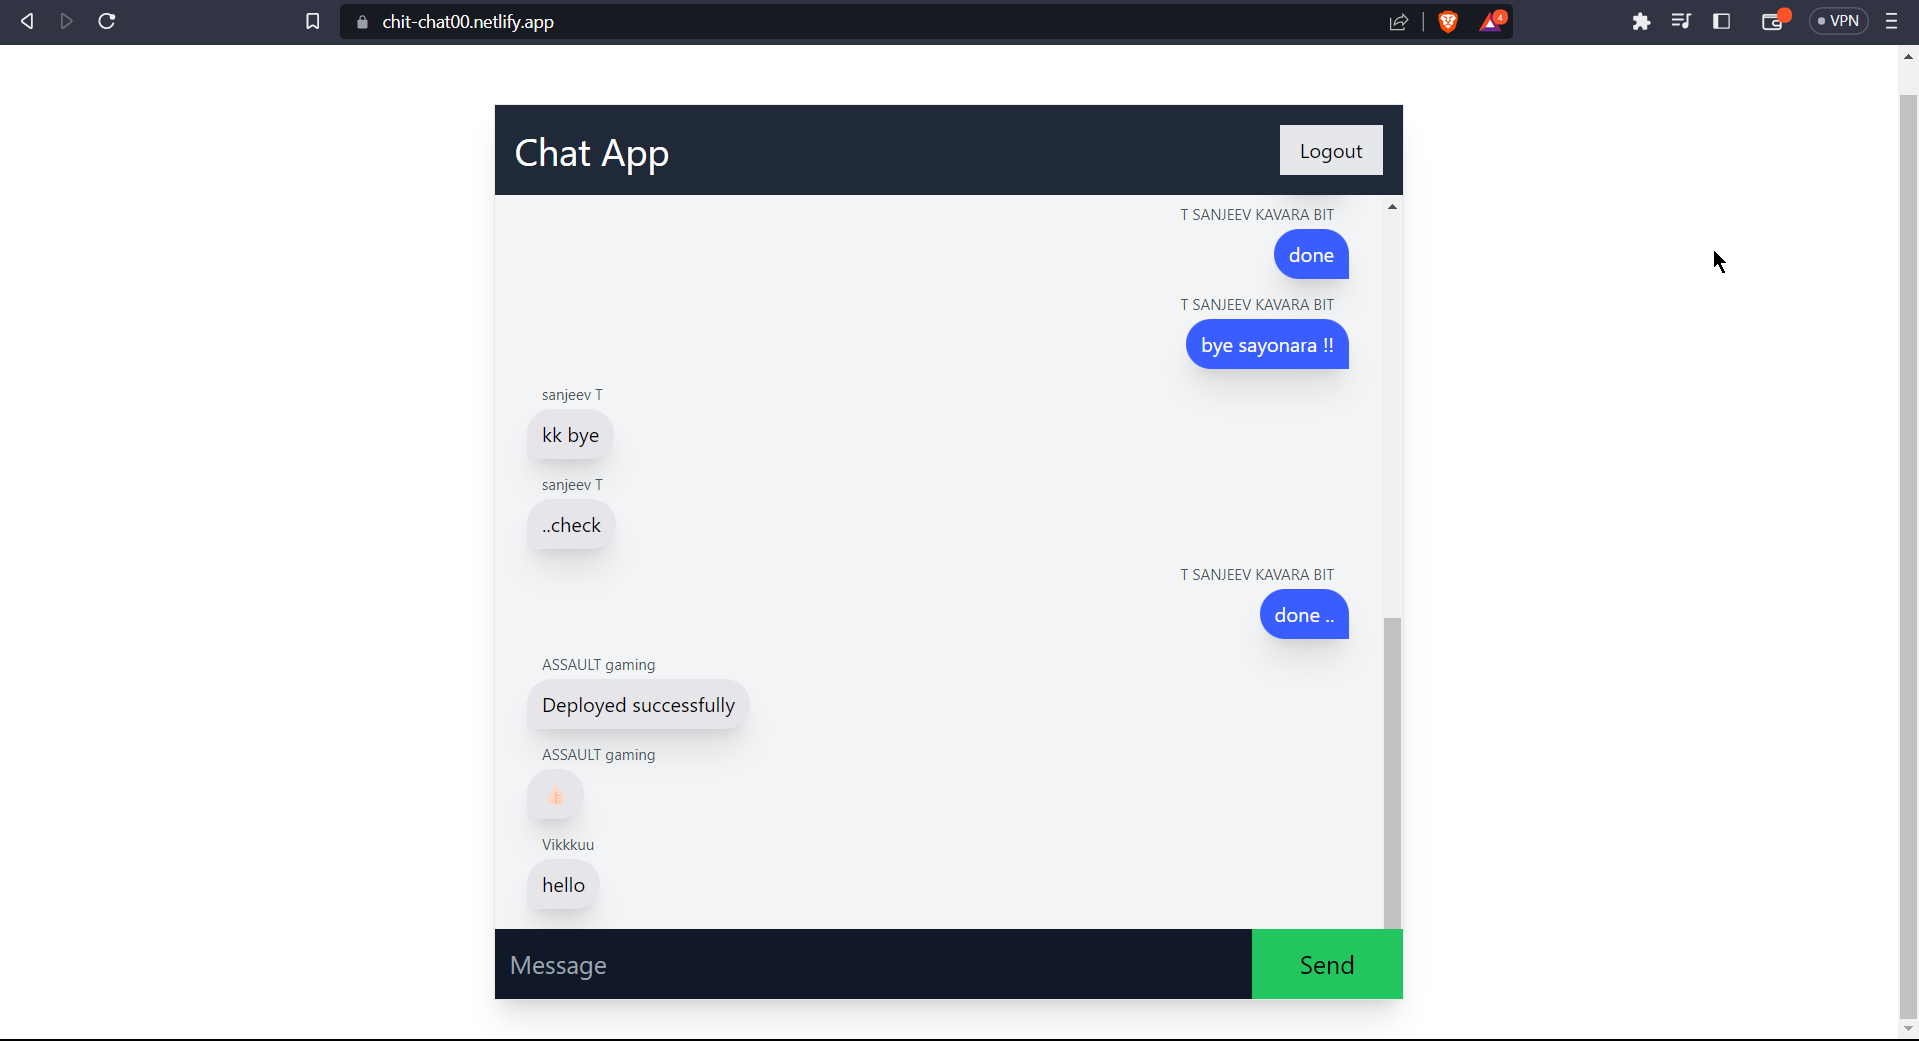 chit-chat00.netlify.app
4
VPN
Chat App
Logout
T SANJEEV KAVARA BIT
done
T SANJEEV KAVARA BIT
bye sayonara !!
sanjeev T
kk bye
sanjeev T
..check
T SANJEEV KAVARA BIT
done ..
ASSAULT gaming
Deployed successfully
ASSAULT gaming
👍🏻
Vikkkuu
hello
Message
Send